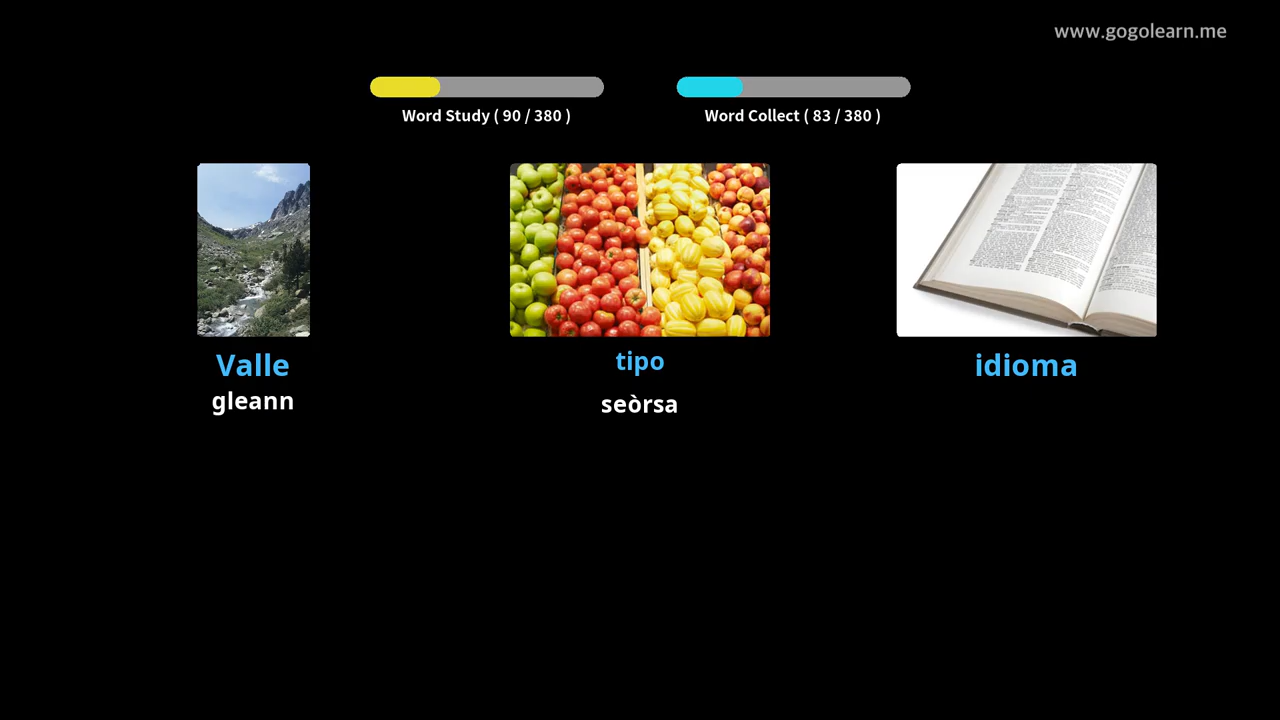 www.gogolearn.me
Word Study ( 90 / 380 )
Word Collect ( 83 / 380 )
Valle
gleann
tipo
seòrsa
idioma